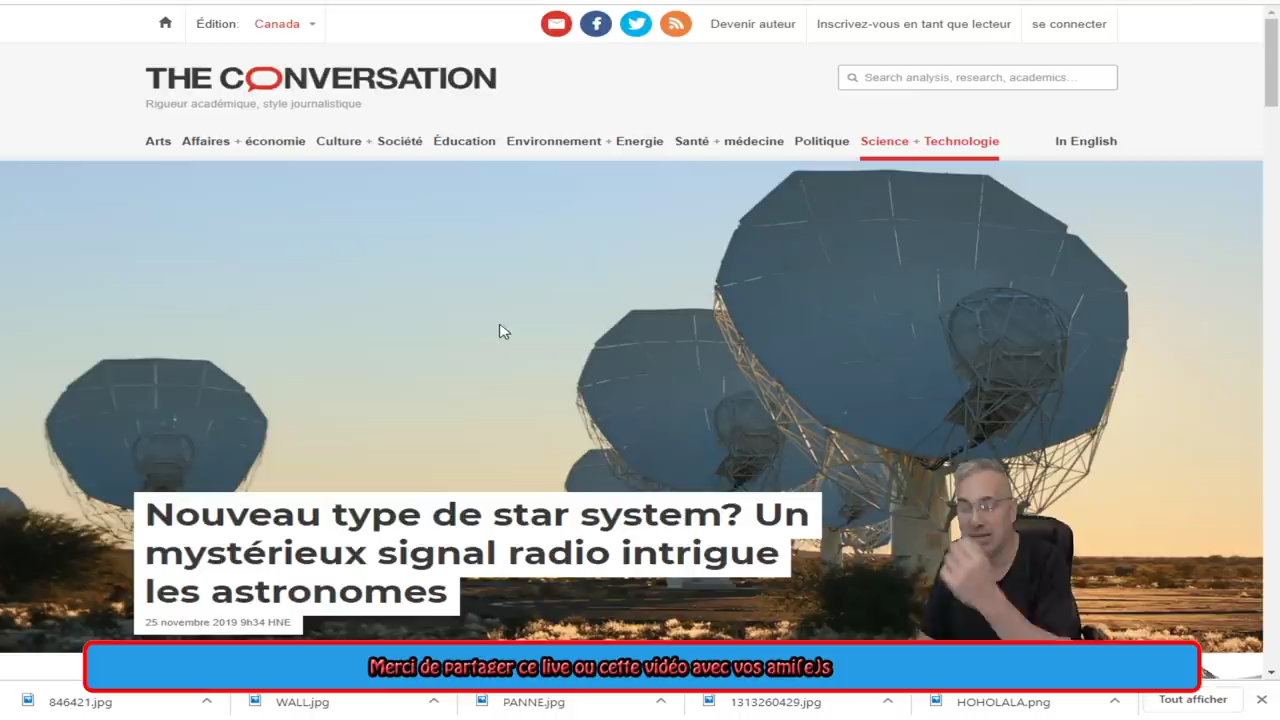 Édition: Canada
Devenir auteur
Inscrivez-vous en tant que lecteur
se connecter
THE CONVERSATION
Rigueur académique, style journalistique
Search analysis, research, academics…
Arts
Affaires + économie
Culture + Société
Éducation
Environnement + Energie
Santé + médecine
Politique
Science + Technologie
In English
Nouveau type de star system? Un
mystérieux signal radio intrigue
les astronomes
25 novembre 2019 9h34 HNE
Merci de partager ce live ou cette vidéo avec vos ami(e)s
846421.jpg
WALL.jpg
PANNE.jpg
1313260429.jpg
HOHOLALA.png
Tout afficher